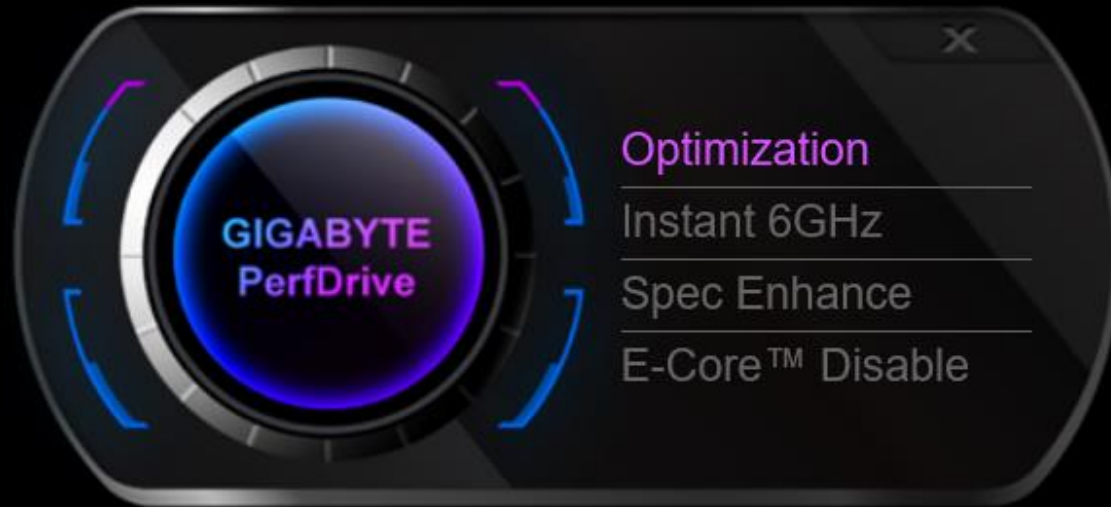 GIGABYTE
PerfDrive
Optimization
Instant 6GHz
Spec Enhance
E-Core™ Disable